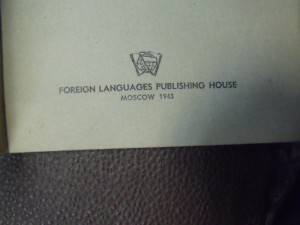 FOREIGN LANGUAGES PUBLISHING HOUSE
MOSCOW 1943